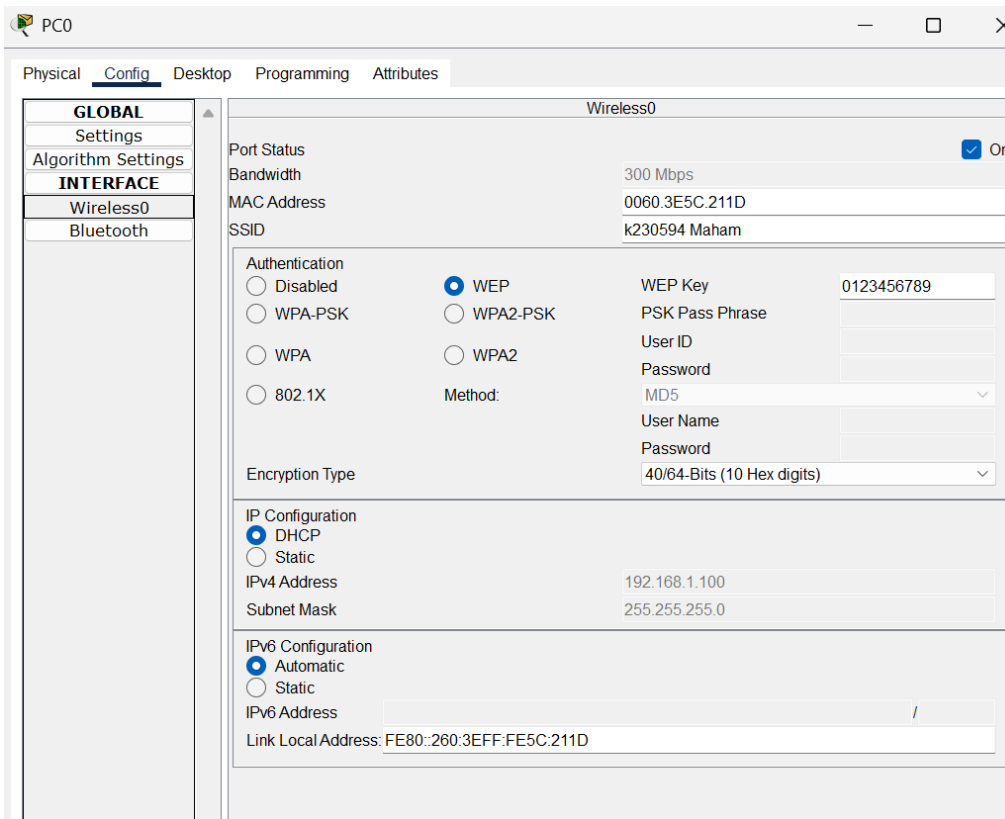 PC0
Physical Config Desktop Programming Attributes
GLOBAL
Settings
Algorithm Settings
INTERFACE
Wireless0
Bluetooth
Wireless0
Port Status On
Bandwidth 300 Mbps
MAC Address 0060.3E5C.211D
SSID k230594 Maham
Authentication
Disabled WEP WEP Key 0123456789
WPA-PSK WPA2-PSK PSK Pass Phrase
User ID
WPA WPA2
Password
802.1X Method: MD5
User Name
Password
Encryption Type 40/64-Bits (10 Hex digits)
IP Configuration
DHCP
Static
IPv4 Address 192.168.1.100
Subnet Mask 255.255.255.0
IPv6 Configuration
Automatic
Static
IPv6 Address /
Link Local Address: FE80::260:3EFF:FE5C:211D